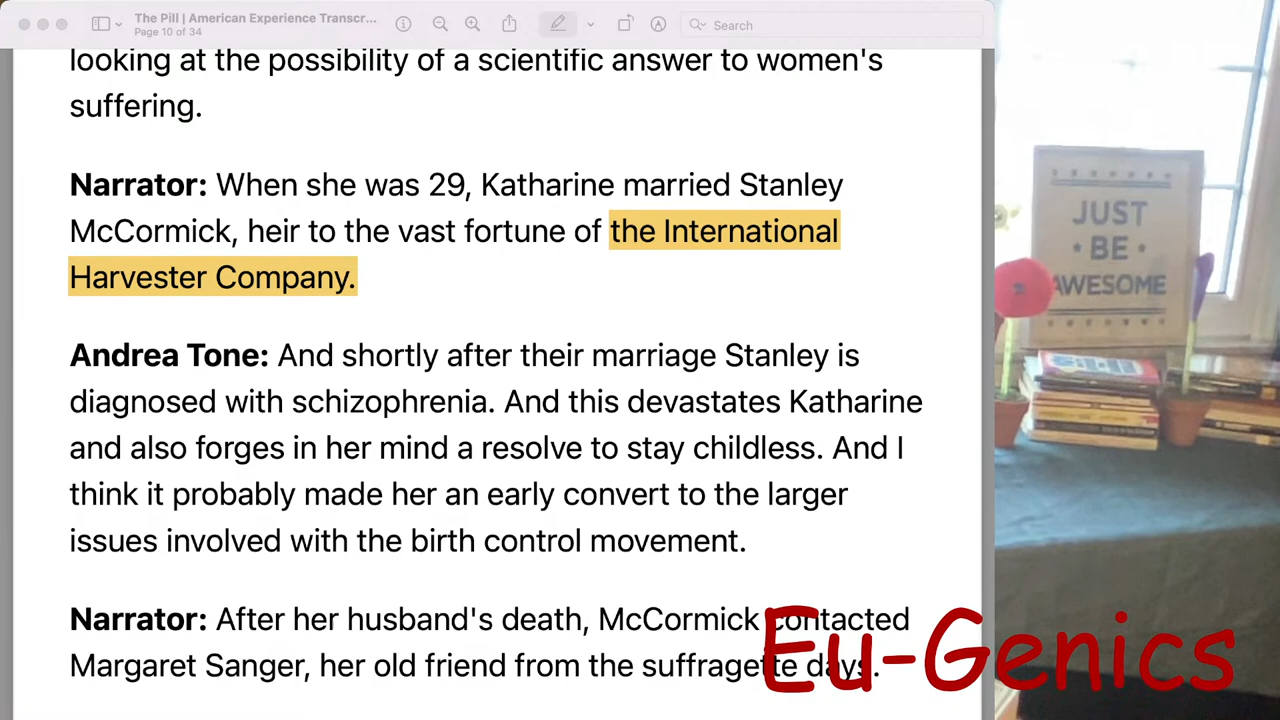 The Pill | American Experience Transcr...
Page 10 of 34
Search
looking at the possibility of a scientific answer to women's
suffering.
Narrator: When she was 29, Katharine married Stanley
McCormick, heir to the vast fortune of the International
Harvester Company.
Andrea Tone: And shortly after their marriage Stanley is
diagnosed with schizophrenia. And this devastates Katharine
and also forges in her mind a resolve to stay childless. And I
think it probably made her an early convert to the larger
issues involved with the birth control movement.
Narrator: After her husband's death, McCormick contacted
Margaret Sanger, her old friend from the suffragette days.
Eu-Genics
JUST
BE
AWESOME